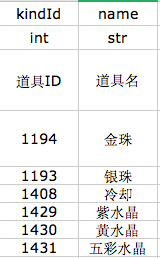 kindId name
int str
道具ID 道具名
1194 金珠
1193 银珠
1408 冷却
1429 紫水晶
1430 黄水晶
1431 五彩水晶